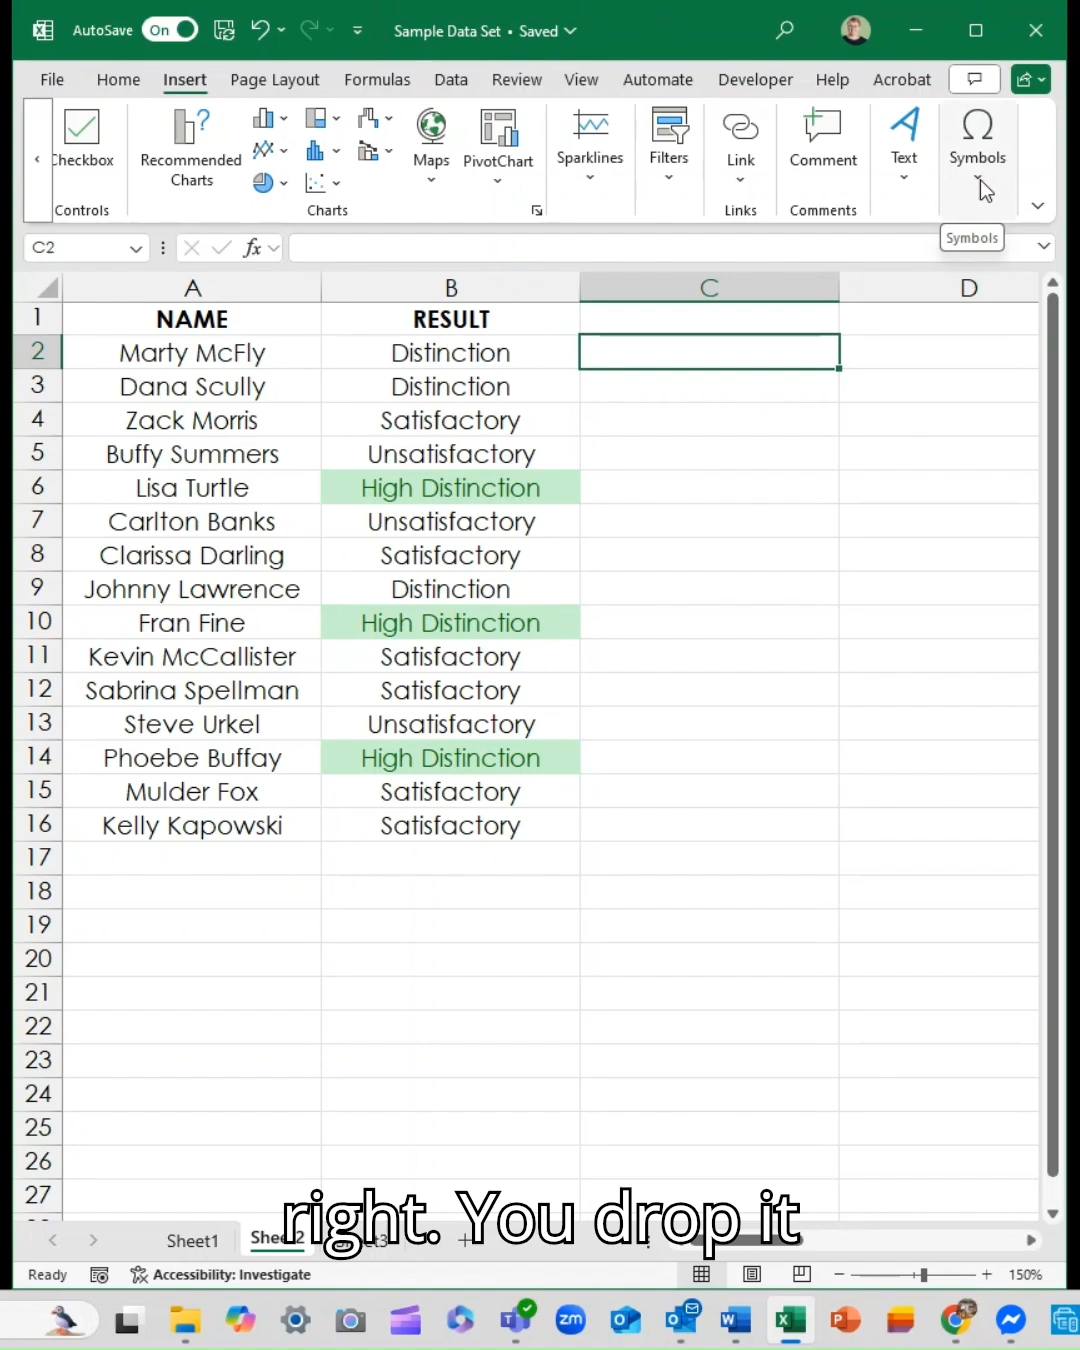 AutoSave On Sample Data Set • Saved
File Home Insert Page Layout Formulas Data Review View Automate Developer Help Acrobat
Checkbox
Recommended
Charts
Maps
PivotChart
Sparklines
Filters
Link
Comment
Text
Symbols
Controls Charts Links Comments
C2 fx
Symbols
A B C D
1 NAME RESULT
2 Marty McFly Distinction
3 Dana Scully Distinction
4 Zack Morris Satisfactory
5 Buffy Summers Unsatisfactory
6 Lisa Turtle High Distinction
7 Carlton Banks Unsatisfactory
8 Clarissa Darling Satisfactory
9 Johnny Lawrence Distinction
10 Fran Fine High Distinction
11 Kevin McCallister Satisfactory
12 Sabrina Spellman Satisfactory
13 Steve Urkel Unsatisfactory
14 Phoebe Buffay High Distinction
15 Mulder Fox Satisfactory
16 Kelly Kapowski Satisfactory
17
18
19
20
21
22
23
24
25
26
27
right. You drop it
Sheet1 Sheet2
Ready Accessibility: Investigate 150%
zm